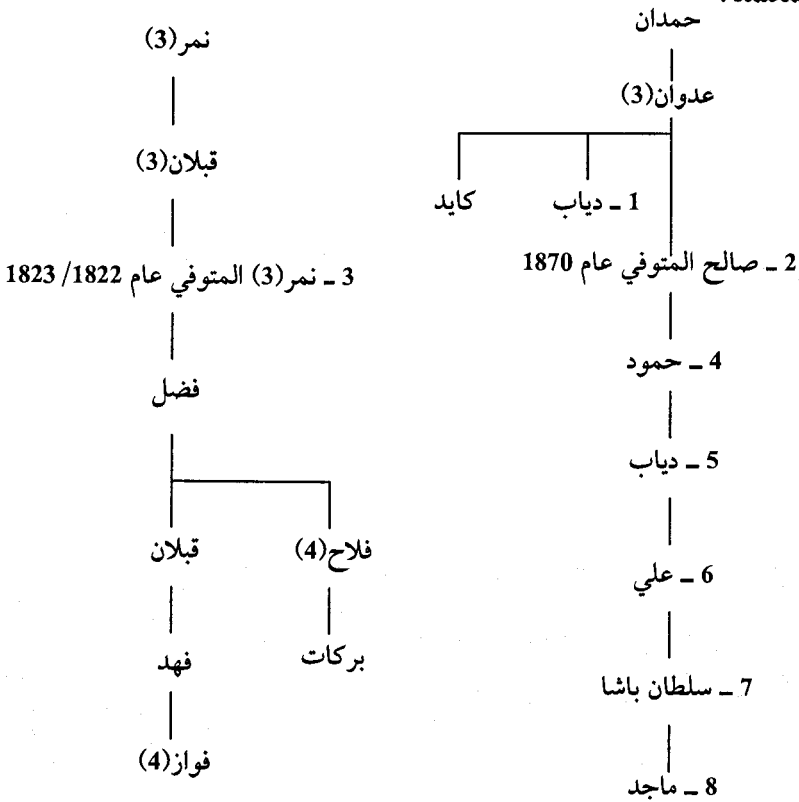 حمدان
نمر(3)
عدوان(3)
قبلان(3)
1 ـ دياب
كايد
2 ـ صالح المتوفي عام 1870
3 ـ نمر(3) المتوفي عام 1822/ 1823
4 ـ حمود
فضل
5 ـ دياب
فلاح(4)
قبلان
6 ـ علي
بركات
فهد
7 ـ سلطان باشا
فواز(4)
8 ـ ماجد